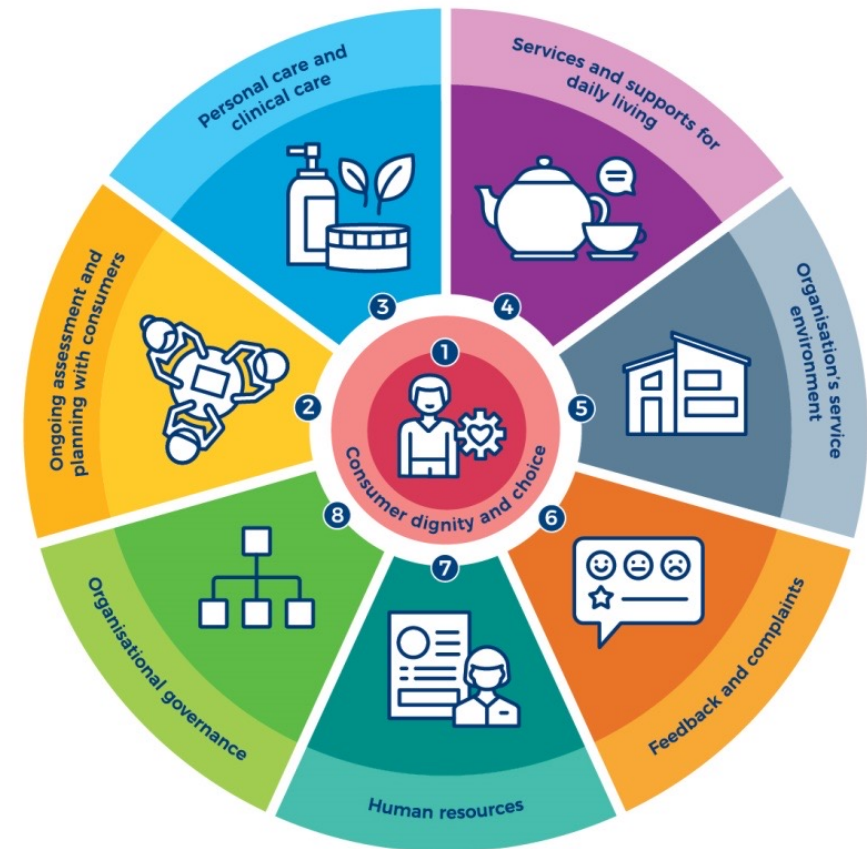 1
Consumer dignity and choice
2
Ongoing assessment and
planning with consumers
3
Personal care and
clinical care
4
Services and supports for
daily living
5
Organisation's service
environment
6
Feedback and complaints
7
Human resources
8
Organisational governance